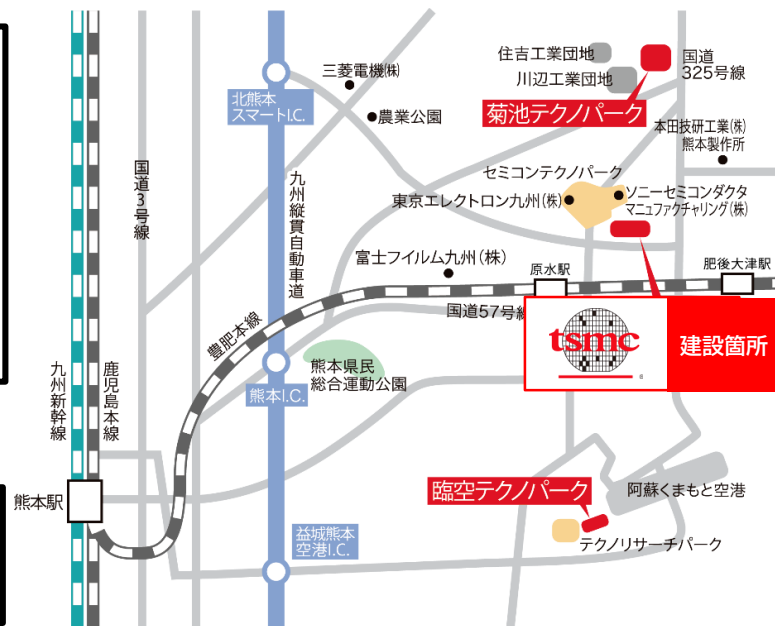 三菱電機㈱
農業公園
北熊本
スマートI.C.
住吉工業団地
川辺工業団地
国道
325号線
菊池テクノパーク
本田技研工業㈱
熊本製作所
セミコンテクノパーク
東京エレクトロン九州(株)
ソニーセミコンダクタ
マニュファクチャリング(株)
国道3号線
九州縦貫自動車道
富士フイルム九州(株)
原水駅
肥後大津駅
国道57号線
豊肥本線
tsmc
®
建設箇所
熊本県民
総合運動公園
熊本I.C.
九州新幹線
鹿児島本線
熊本駅
臨空テクノパーク
阿蘇くまもと空港
テクノリサーチパーク
益城熊本
空港I.C.